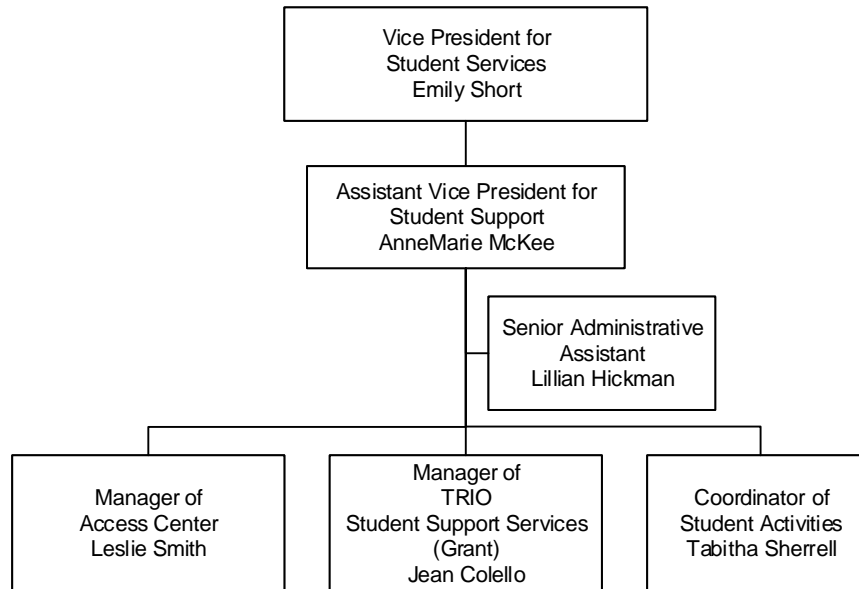 Vice President for
Student Services
Emily Short
Assistant Vice President for
Student Support
AnneMarie McKee
Senior Administrative
Assistant
Lillian Hickman
Manager of
Access Center
Leslie Smith
Manager of
TRIO
Student Support Services
(Grant)
Jean Colello
Coordinator of
Student Activities
Tabitha Sherrell